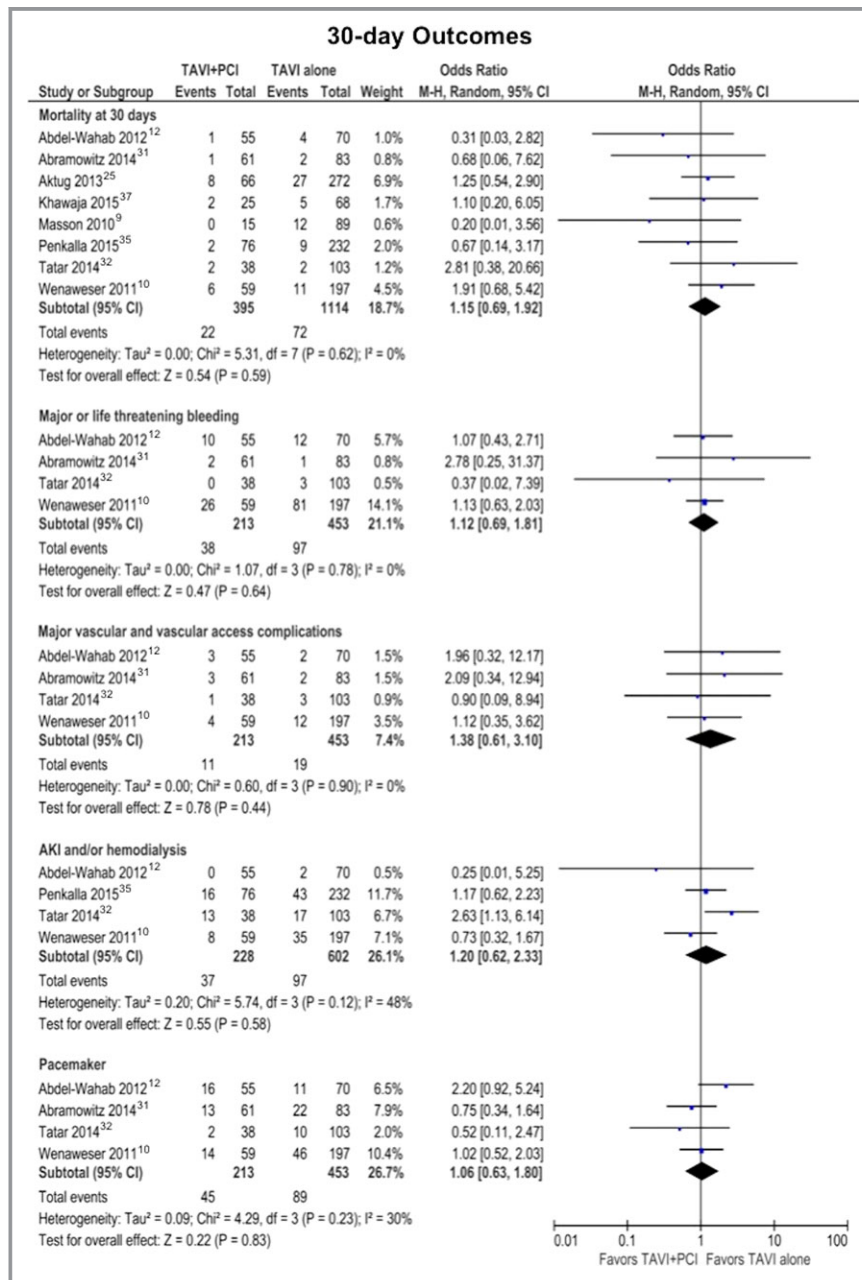 30-day Outcomes
TAVI+PCI TAVI alone Odds Ratio Odds Ratio
Study or Subgroup Events Total Events Total Weight M-H, Random, 95% CI M-H, Random, 95% CI
Mortality at 30 days
Abdel-Wahab 2012¹² 1 55 4 70 1.0% 0.31 [0.03, 2.82]
Abramowitz 2014³¹ 1 61 2 83 0.8% 0.68 [0.06, 7.62]
Aktug 2013²⁵ 8 66 27 272 6.9% 1.25 [0.54, 2.90]
Khawaja 2015³⁷ 2 25 5 68 1.7% 1.10 [0.20, 6.05]
Masson 2010⁹ 0 15 12 89 0.6% 0.20 [0.01, 3.56]
Penkalla 2015³⁵ 2 76 9 232 2.0% 0.67 [0.14, 3.17]
Tatar 2014³² 2 38 2 103 1.2% 2.81 [0.38, 20.66]
Wenaweser 2011¹⁰ 6 59 11 197 4.5% 1.91 [0.68, 5.42]
Subtotal (95% CI) 395 1114 18.7% 1.15 [0.69, 1.92]
Total events 22 72
Heterogeneity: Tau² = 0.00; Chi² = 5.31, df = 7 (P = 0.62); I² = 0%
Test for overall effect: Z = 0.54 (P = 0.59)
Major or life threatening bleeding
Abdel-Wahab 2012¹² 10 55 12 70 5.7% 1.07 [0.43, 2.71]
Abramowitz 2014³¹ 2 61 1 83 0.8% 2.78 [0.25, 31.37]
Tatar 2014³² 0 38 3 103 0.5% 0.37 [0.02, 7.39]
Wenaweser 2011¹⁰ 26 59 81 197 14.1% 1.13 [0.63, 2.03]
Subtotal (95% CI) 213 453 21.1% 1.12 [0.69, 1.81]
Total events 38 97
Heterogeneity: Tau² = 0.00; Chi² = 1.07, df = 3 (P = 0.78); I² = 0%
Test for overall effect: Z = 0.47 (P = 0.64)
Major vascular and vascular access complications
Abdel-Wahab 2012¹² 3 55 2 70 1.5% 1.96 [0.32, 12.17]
Abramowitz 2014³¹ 3 61 2 83 1.5% 2.09 [0.34, 12.94]
Tatar 2014³² 1 38 3 103 0.9% 0.90 [0.09, 8.94]
Wenaweser 2011¹⁰ 4 59 12 197 3.5% 1.12 [0.35, 3.62]
Subtotal (95% CI) 213 453 7.4% 1.38 [0.61, 3.10]
Total events 11 19
Heterogeneity: Tau² = 0.00; Chi² = 0.60, df = 3 (P = 0.90); I² = 0%
Test for overall effect: Z = 0.78 (P = 0.44)
AKI and/or hemodialysis
Abdel-Wahab 2012¹² 0 55 2 70 0.5% 0.25 [0.01, 5.25]
Penkalla 2015³⁵ 16 76 43 232 11.7% 1.17 [0.62, 2.23]
Tatar 2014³² 13 38 17 103 6.7% 2.63 [1.13, 6.14]
Wenaweser 2011¹⁰ 8 59 35 197 7.1% 0.73 [0.32, 1.67]
Subtotal (95% CI) 228 602 26.1% 1.20 [0.62, 2.33]
Total events 37 97
Heterogeneity: Tau² = 0.20; Chi² = 5.74, df = 3 (P = 0.12); I² = 48%
Test for overall effect: Z = 0.55 (P = 0.58)
Pacemaker
Abdel-Wahab 2012¹² 16 55 11 70 6.5% 2.20 [0.92, 5.24]
Abramowitz 2014³¹ 13 61 22 83 7.9% 0.75 [0.34, 1.64]
Tatar 2014³² 2 38 10 103 2.0% 0.52 [0.11, 2.47]
Wenaweser 2011¹⁰ 14 59 46 197 10.4% 1.02 [0.52, 2.03]
Subtotal (95% CI) 213 453 26.7% 1.06 [0.63, 1.80]
Total events 45 89
Heterogeneity: Tau² = 0.09; Chi² = 4.29, df = 3 (P = 0.23); I² = 30%
Test for overall effect: Z = 0.22 (P = 0.83)
0.01 0.1 1 10 100
Favors TAVI+PCI Favors TAVI alone